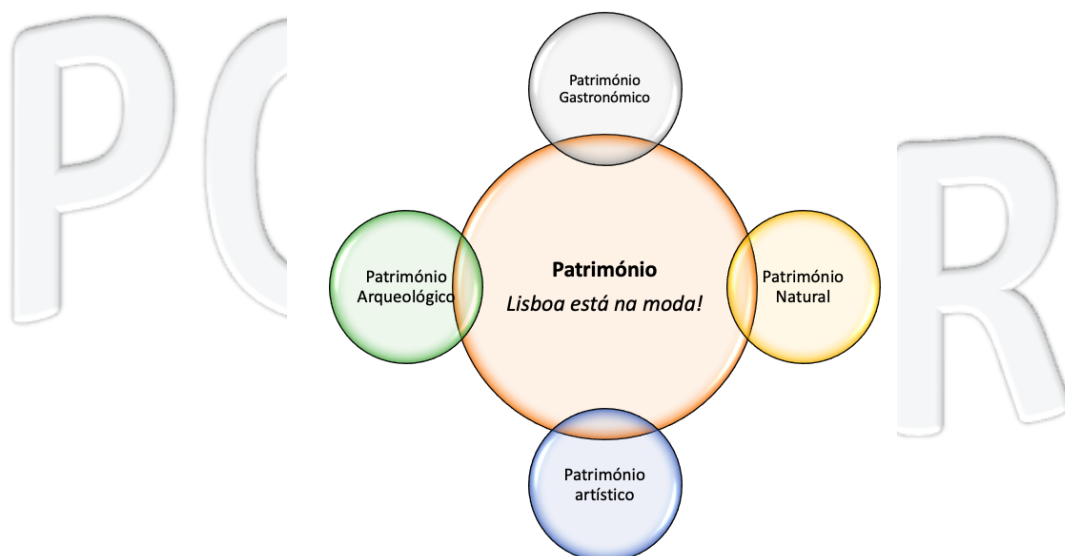 Património
Gastronómico
Património
Arqueológico
Património
Lisboa está na moda!
Património
Natural
Património
artístico